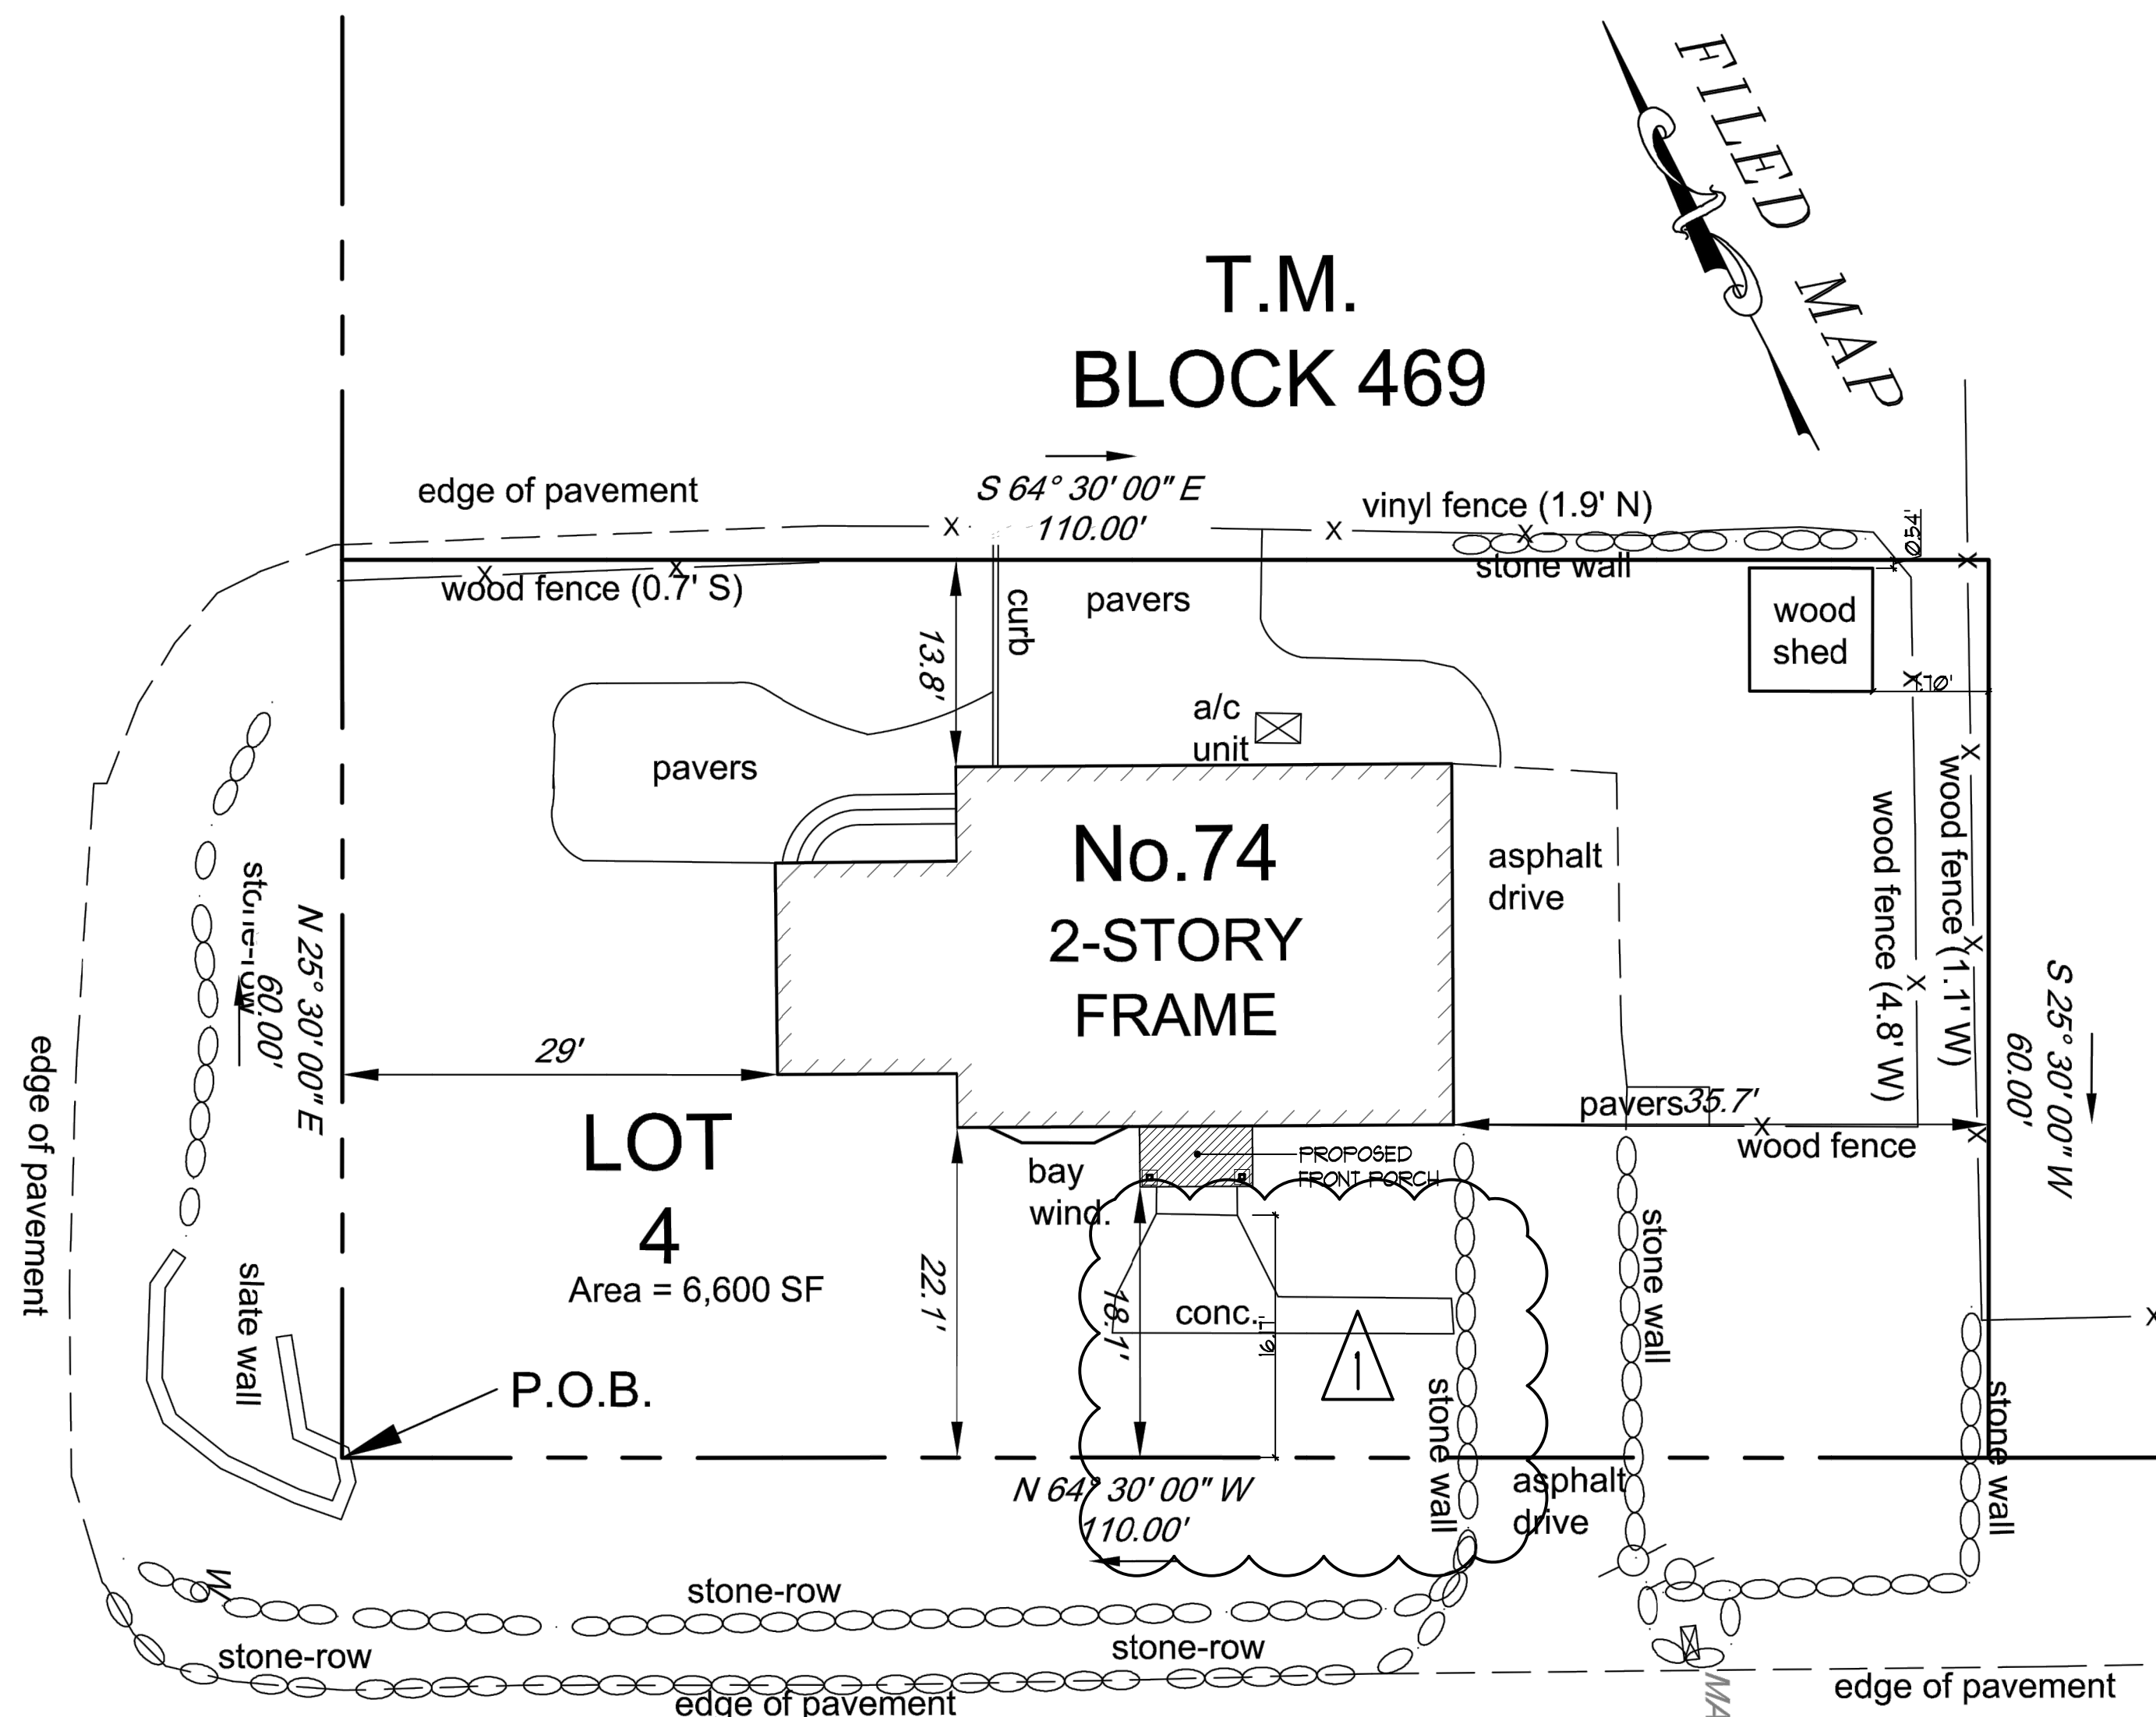 FILED MAP
T.M.
BLOCK 469
edge of pavement
S 64° 30' 00" E
110.00'
vinyl fence (1.9' N)
0.54'
stone wall
wood fence (0.7' S)
curb
pavers
13.8'
wood
shed
a/c
unit
pavers
No.74
2-STORY
FRAME
asphalt
drive
wood fence (4.8' W)
wood fence (1.1' W)
stone-row
N 25° 30' 00" E
60.00'
S 25° 30' 00" W
60.00'
edge of pavement
29'
LOT
4
Area = 6,600 SF
pavers
35.7'
wood fence
bay
wind.
PROPOSED
FRONT PORCH
22.1'
18.1'
conc.
1
stone wall
stone wall
stone wall
slate wall
P.O.B.
N 64° 30' 00" W
110.00'
asphalt
drive
W
stone-row
stone-row
stone-row
edge of pavement
edge of pavement
MA